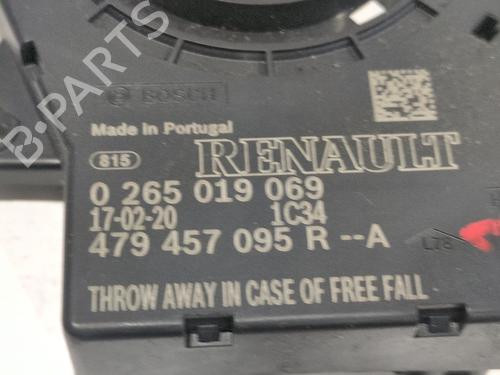 BOSCH
Made in Portugal
815 RENAULT
0 265 019 069
17-02-20 1C34
479 457 095 R --A
L78
THROW AWAY IN CASE OF FREE FALL
B-PARTS